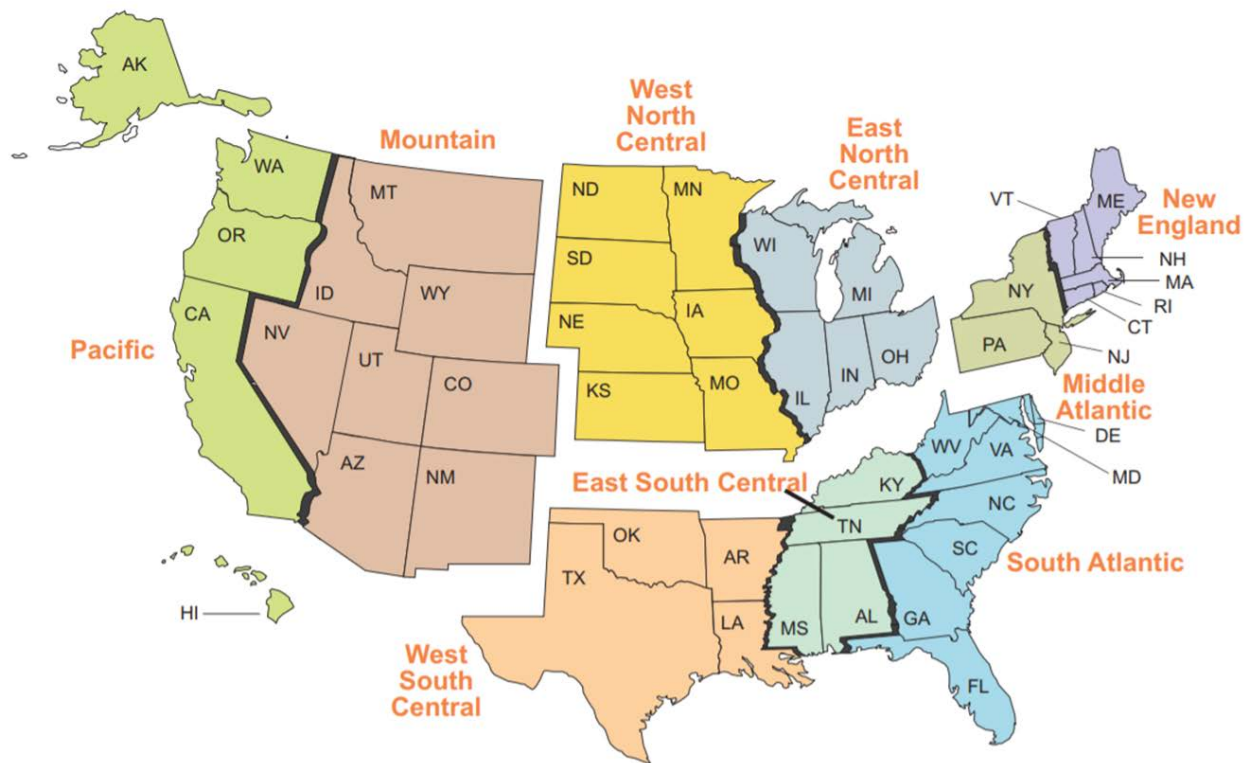 AK
WA
OR
CA
Pacific
HI
Mountain
MT
ID
WY
NV
UT
CO
AZ
NM
West
North
Central
ND
MN
SD
NE
IA
KS
MO
East
North
Central
WI
MI
IL
IN
OH
New
England
VT
ME
NH
MA
RI
CT
NY
PA
NJ
Middle
Atlantic
DE
MD
WV
VA
NC
SC
GA
FL
South Atlantic
East South Central
KY
TN
MS
AL
OK
TX
AR
LA
West
South
Central